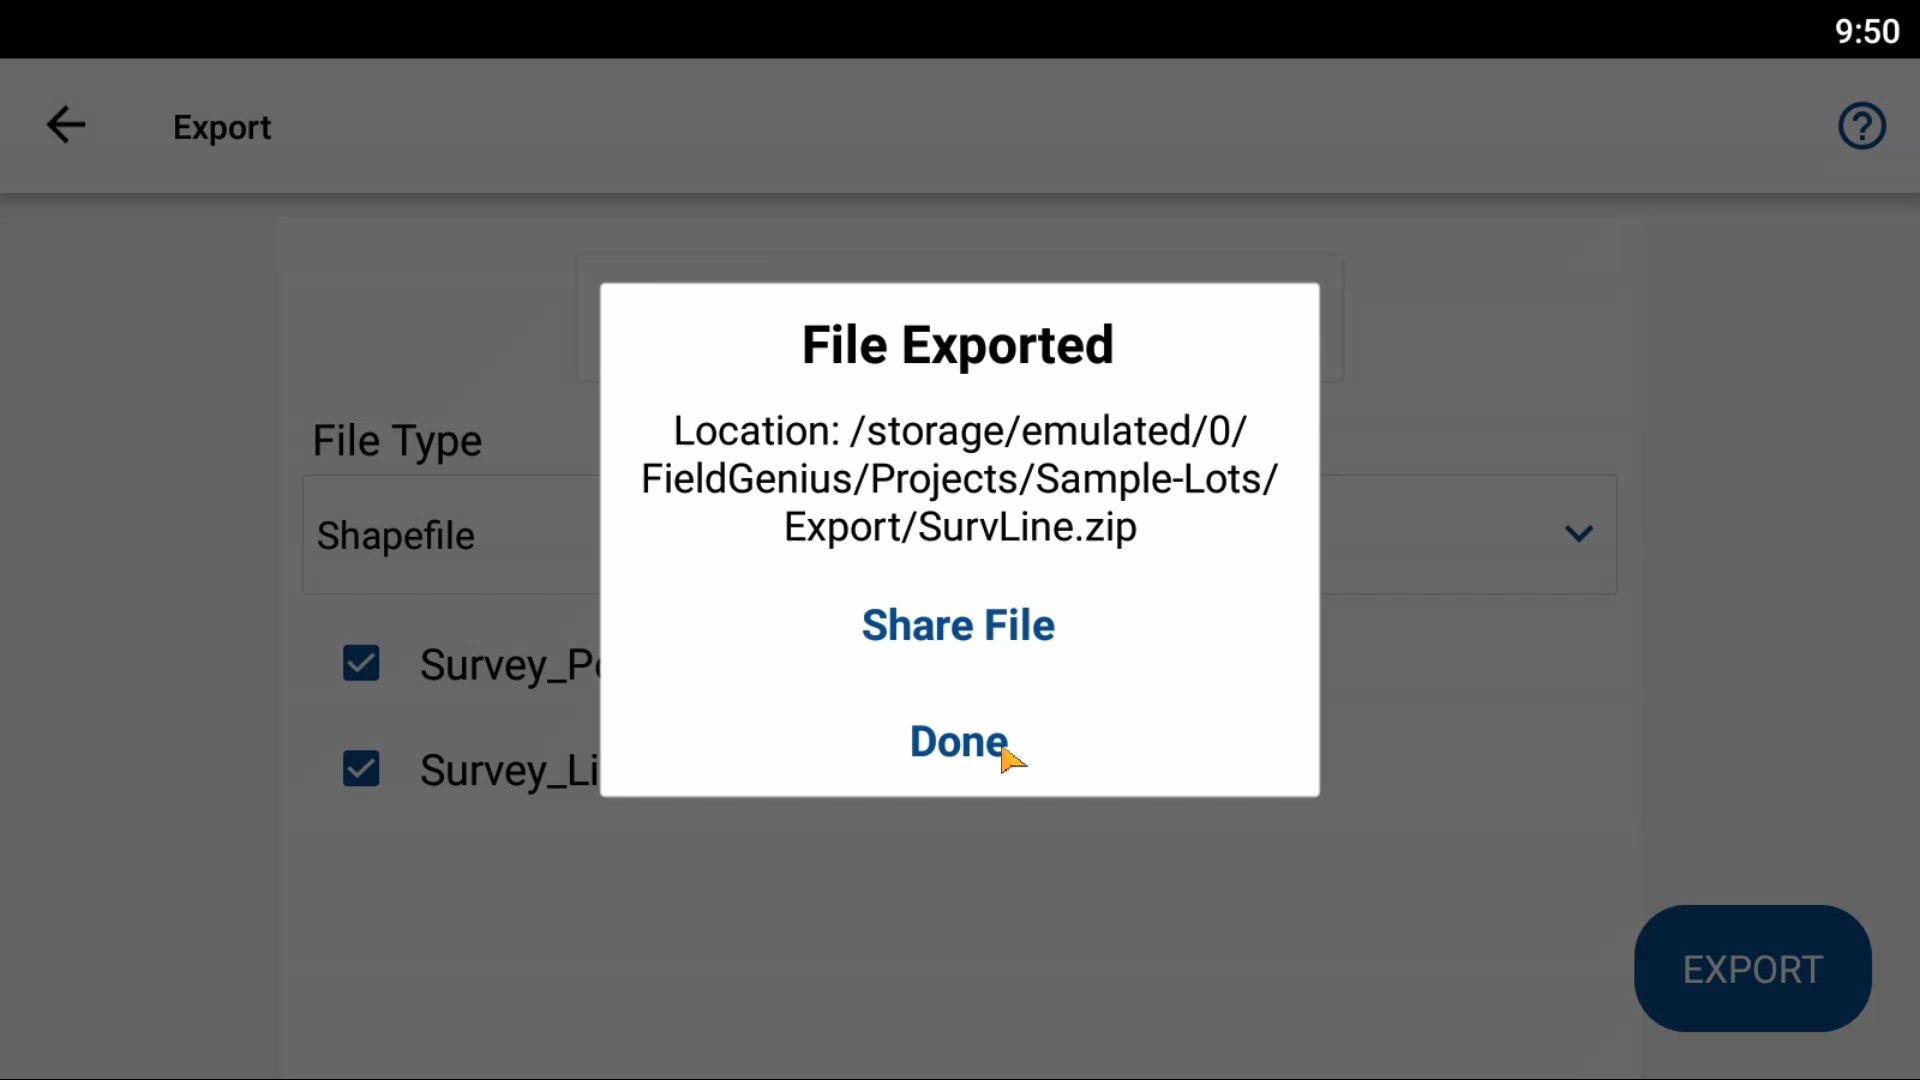 9:50
Export
File Exported
Location: /storage/emulated/0/
FieldGenius/Projects/Sample-Lots/
Export/SurvLine.zip
File Type
Shapefile
Share File
Survey_Po
Done
Survey_Li
EXPORT